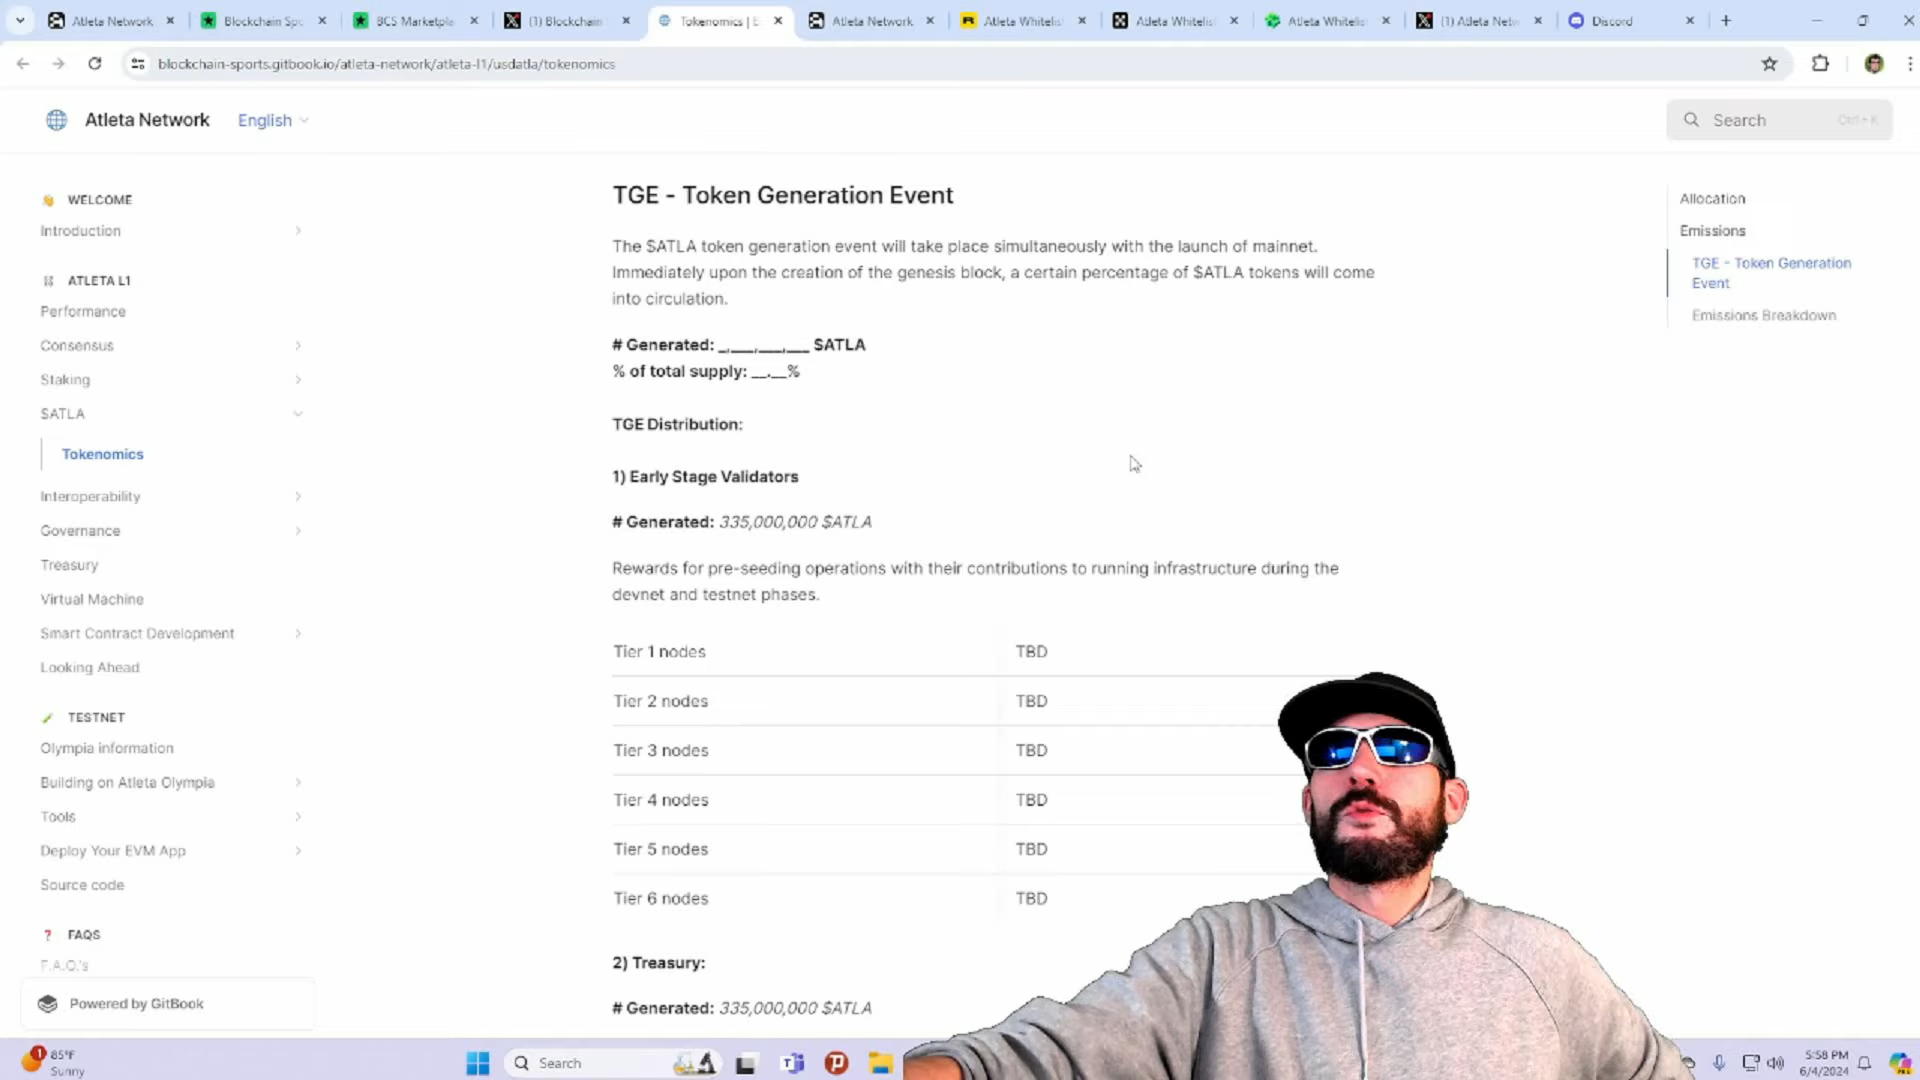 Atleta Network
Blockchain Spo
BCS Marketpla
(1) Blockchain
Tokenomics | E
Atleta Network
Atleta Whitelis
Atleta Whitelis
Atleta Whitelis
(1) Atleta Netw
Discord
blockchain-sports.gitbook.io/atleta-network/atleta-l1/usdatla/tokenomics
Atleta Network
English
Search
Ctrl + K
WELCOME
Introduction
ATLETA L1
Performance
Consensus
Staking
$ATLA
Tokenomics
Interoperability
Governance
Treasury
Virtual Machine
Smart Contract Development
Looking Ahead
TESTNET
Olympia information
Building on Atleta Olympia
Tools
Deploy Your EVM App
Source code
FAQS
F.A.Q.'s
Powered by GitBook
TGE - Token Generation Event
The $ATLA token generation event will take place simultaneously with the launch of mainnet.
Immediately upon the creation of the genesis block, a certain percentage of $ATLA tokens will come
into circulation.
# Generated: _,___,___,___ $ATLA
% of total supply: __.__%
TGE Distribution:
1) Early Stage Validators
# Generated: 335,000,000 $ATLA
Rewards for pre-seeding operations with their contributions to running infrastructure during the
devnet and testnet phases.
Tier 1 nodes TBD
Tier 2 nodes TBD
Tier 3 nodes TBD
Tier 4 nodes TBD
Tier 5 nodes TBD
Tier 6 nodes TBD
2) Treasury:
# Generated: 335,000,000 $ATLA
Allocation
Emissions
TGE - Token Generation
Event
Emissions Breakdown
1
85°F
Sunny
Search
5:58 PM
6/4/2024